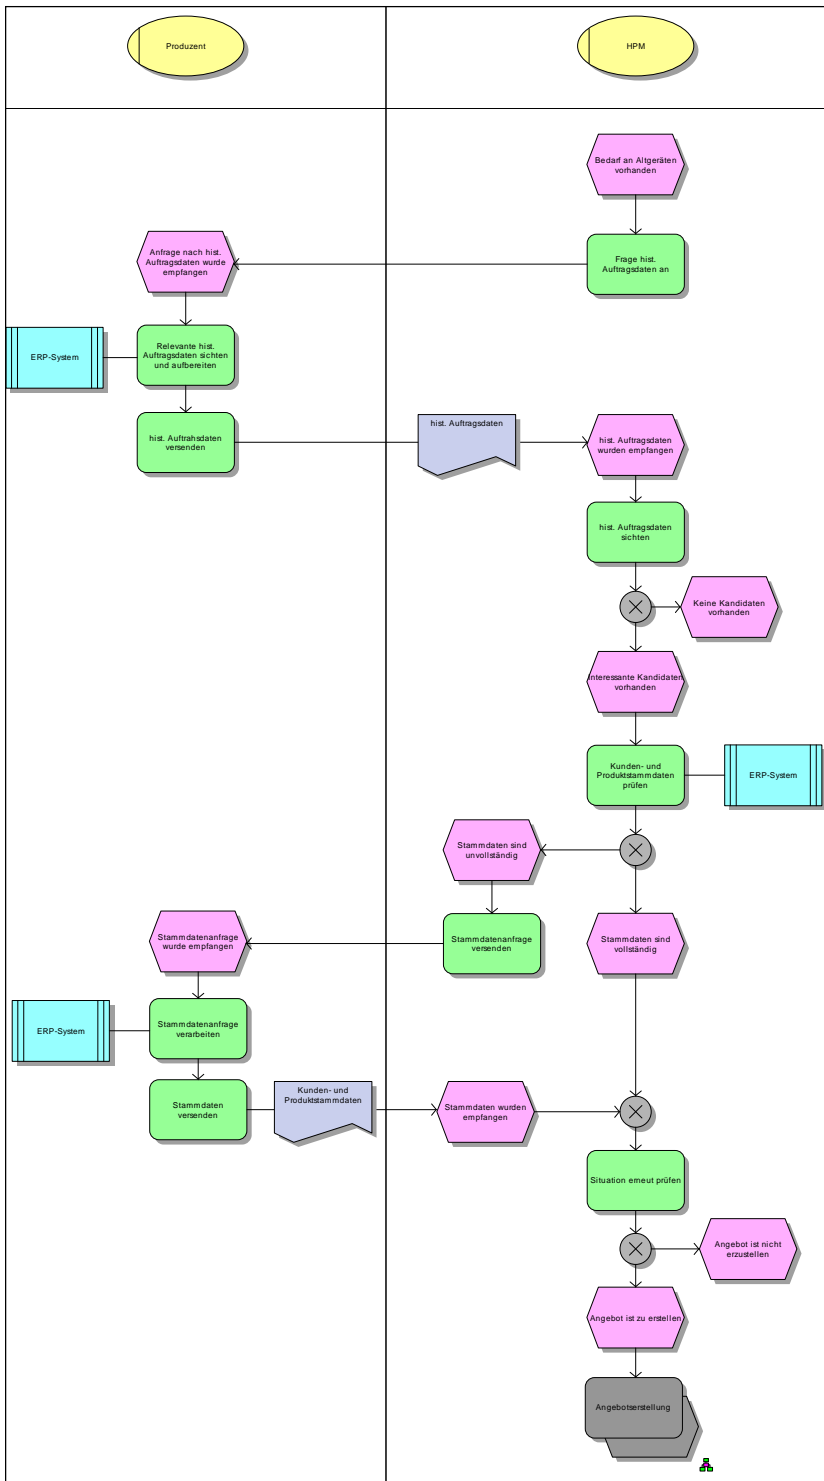 Produzent
HPM
Bedarf an Altgeräten
vorhanden
Frage hist.
Auftragsdaten an
Anfrage nach hist.
Auftragsdaten wurde
empfangen
ERP-System
Relevante hist.
Auftragsdaten sichten
und aufbereiten
hist. Auftrahsdaten
versenden
hist. Auftragsdaten
hist. Auftragsdaten
wurden empfangen
hist. Auftragsdaten
sichten
Keine Kandidaten
vorhanden
Interessante Kandidaten
vorhanden
Kunden- und
Produktstammdaten
prüfen
ERP-System
Stammdaten sind
unvollständig
Stammdatenanfrage
versenden
Stammdaten sind
vollständig
Stammdatenanfrage
wurde empfangen
ERP-System
Stammdatenanfrage
verarbeiten
Stammdaten
versenden
Kunden- und
Produktstammdaten
Stammdaten wurden
empfangen
Situation erneut prüfen
Angebot ist nicht
erzustellen
Angebot ist zu erstellen
Angebotserstellung